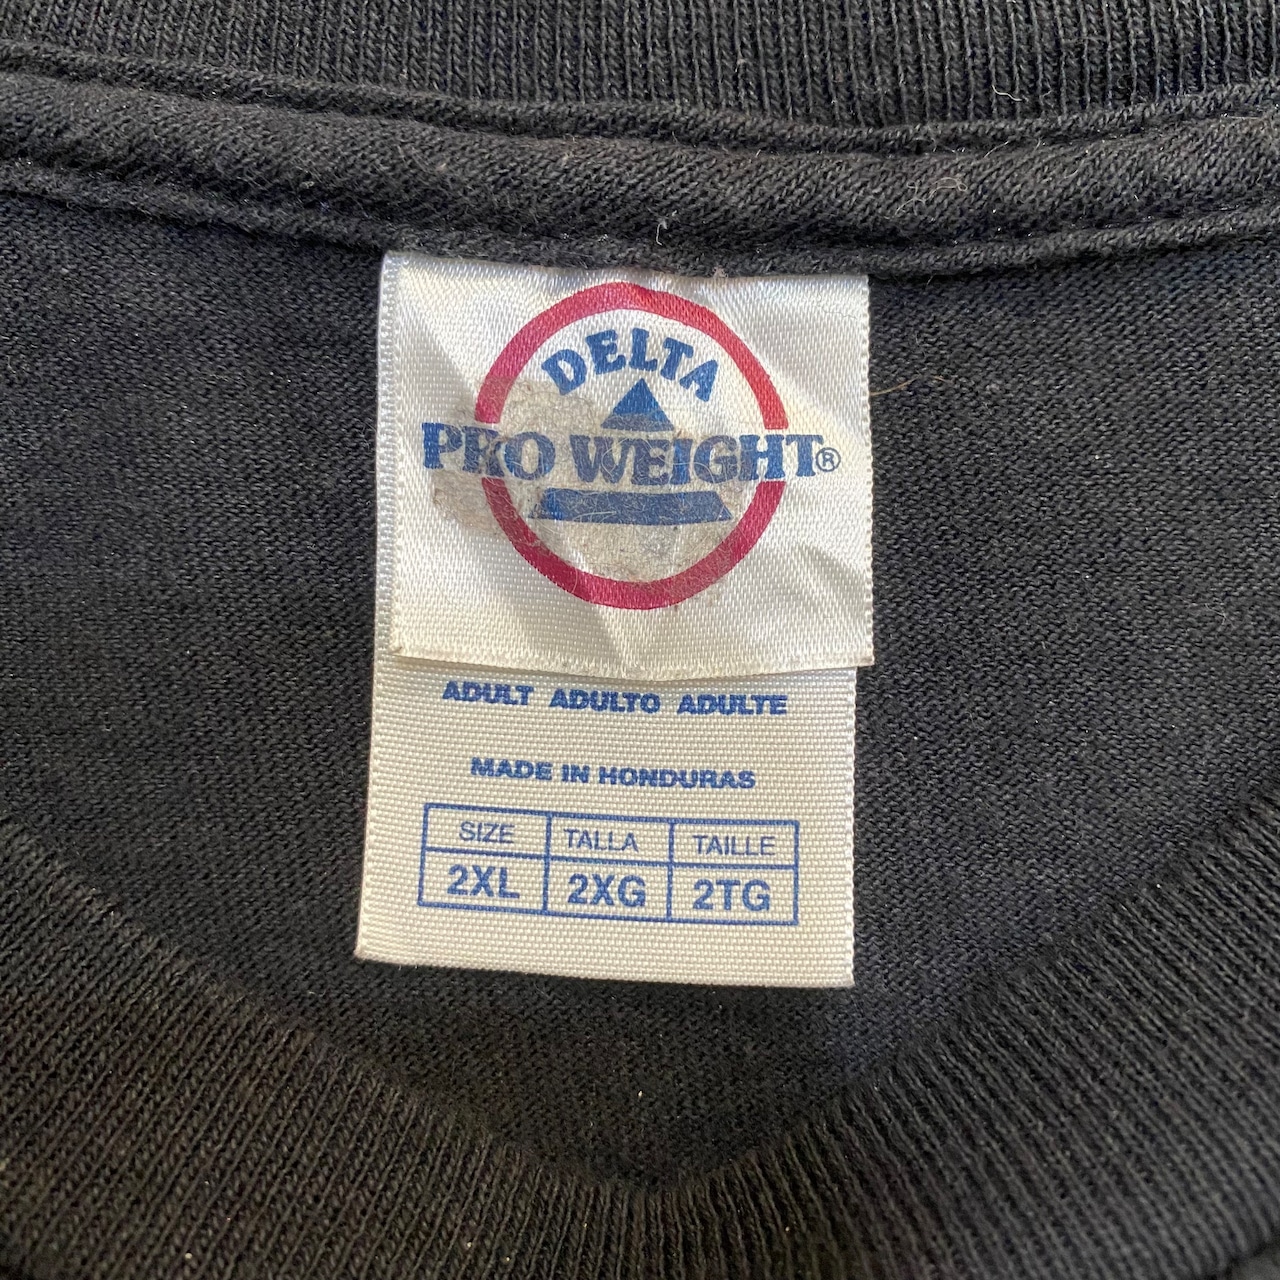 DELTA
PRO WEIGHT®
ADULT ADULTO ADULTE
MADE IN HONDURAS
SIZE TALLA TAILLE
2XL 2XG 2TG